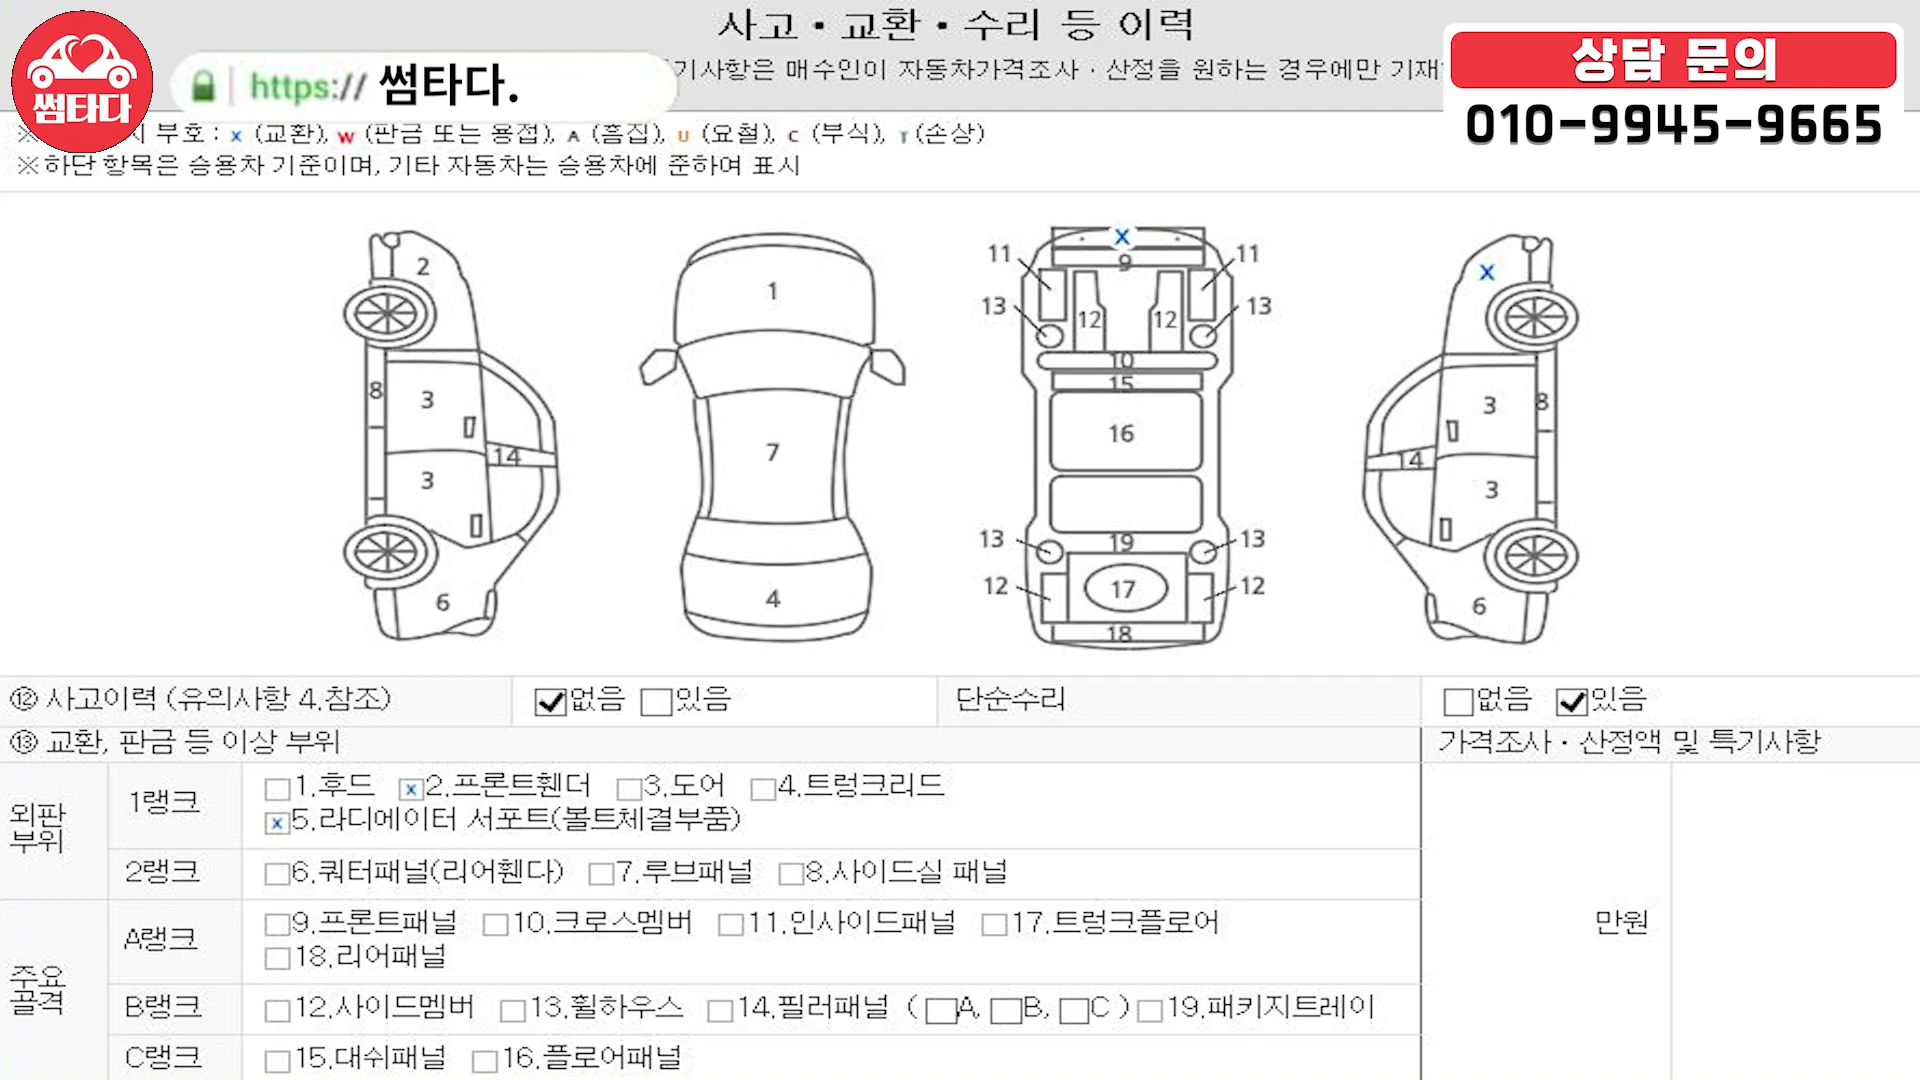 사고 • 교환 • 수리 등 이력
기사항은 매수인이 자동차가격조사 · 산정을 원하는 경우에만 기재
썸타다
https:// 썸타다.
상담 문의
010-9945-9665
※ 부호 : X (교환), W (판금 또는 용접), A (흠집), U (요철), C (부식), T (손상)
※ 하단 항목은 승용차 기준이며, 기타 자동차는 승용차에 준하여 표시
2
8
3
14
3
6
1
7
4
X
11
9
11
13
12
12
13
10
15
16
13
19
13
12
17
12
18
X
3
8
14
3
6
⑫ 사고이력 (유의사항 4.참조) 없음 있음 단순수리 없음 있음
⑬ 교환, 판금 등 이상 부위 가격조사 · 산정액 및 특기사항
외판
부위
1랭크
1.후드 X 2.프론트휀더 3.도어 4.트렁크리드
X 5.라디에이터 서포트(볼트체결부품)
2랭크
6.쿼터패널(리어휀다) 7.루브패널 8.사이드실 패널
주요
골격
A랭크
9.프론트패널 10.크로스멤버 11.인사이드패널 17.트렁크플로어
18.리어패널
만원
B랭크
12.사이드멤버 13.휠하우스 14.필러패널 ( A, B, C ) 19.패키지트레이
C랭크
15.대쉬패널 16.플로어패널